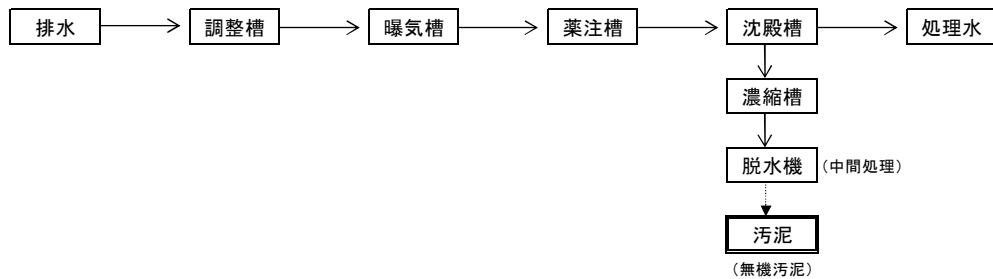 排水
調整槽
曝気槽
薬注槽
沈殿槽
処理水
濃縮槽
脱水機
(中間処理)
汚泥
(無機汚泥)